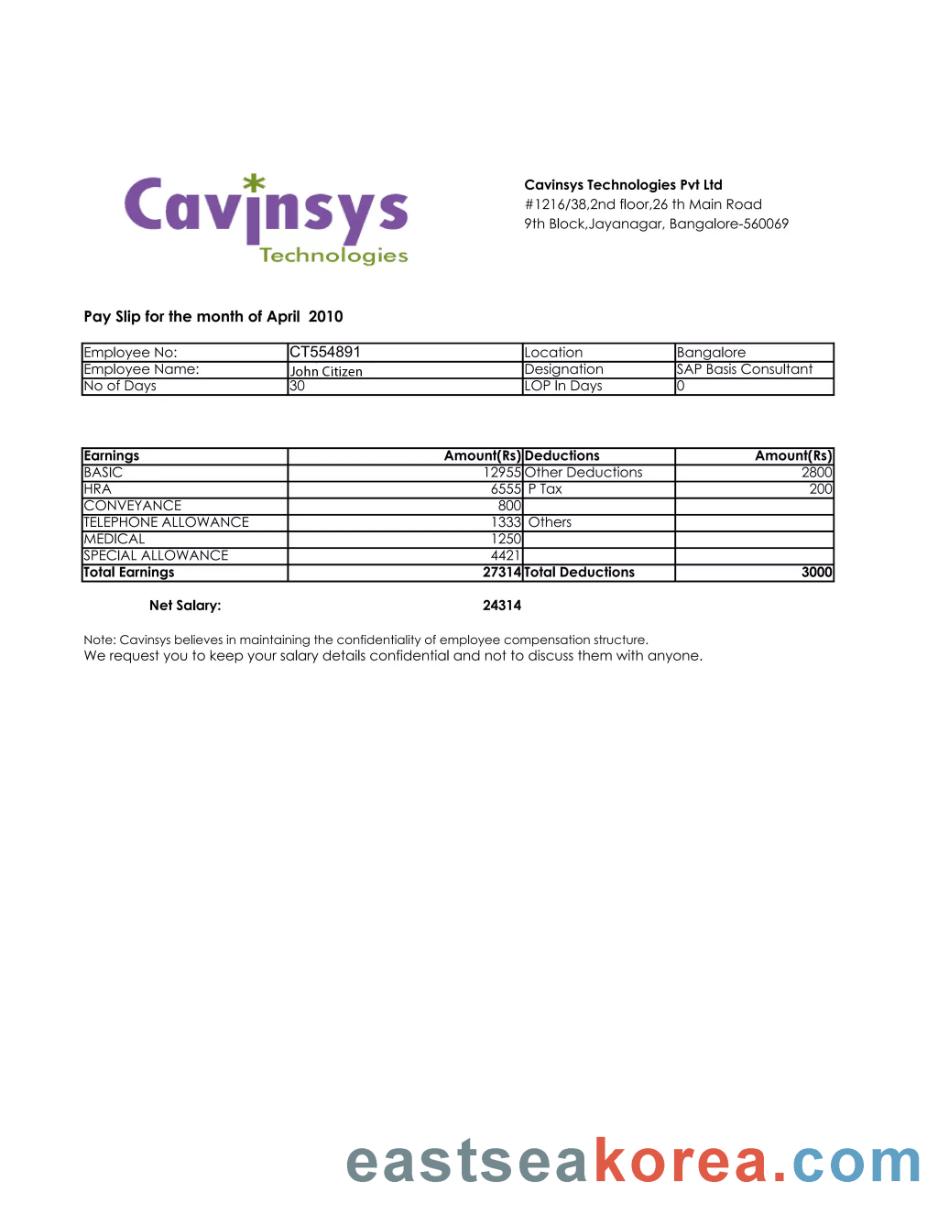 Cavinsys
Technologies
Cavinsys Technologies Pvt Ltd
#1216/38,2nd floor,26 th Main Road
9th Block,Jayanagar, Bangalore-560069
Pay Slip for the month of April 2010
Employee No: CT554891 Location Bangalore
Employee Name: John Citizen Designation SAP Basis Consultant
No of Days 30 LOP In Days 0
Earnings Amount(Rs) Deductions Amount(Rs)
BASIC 12955 Other Deductions 2800
HRA 6555 P Tax 200
CONVEYANCE 800
TELEPHONE ALLOWANCE 1333 Others
MEDICAL 1250
SPECIAL ALLOWANCE 4421
Total Earnings 27314 Total Deductions 3000
Net Salary: 24314
Note: Cavinsys believes in maintaining the confidentiality of employee compensation structure.
We request you to keep your salary details confidential and not to discuss them with anyone.
eastseakorea.com